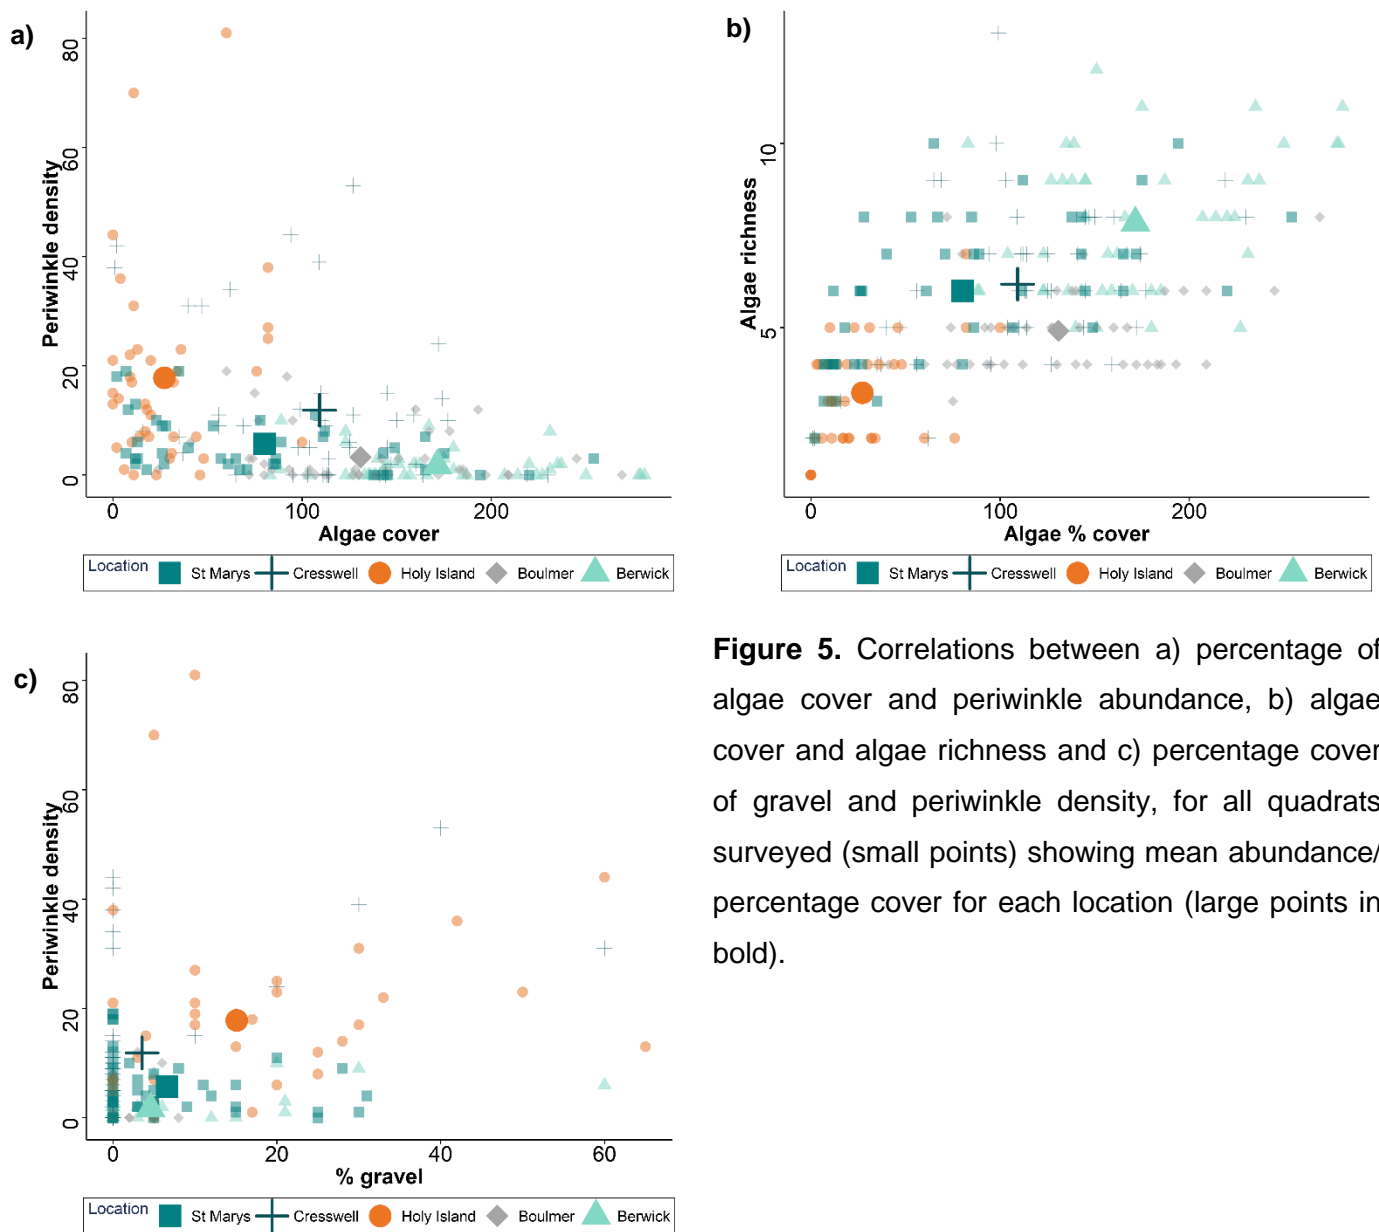 a)
80
60
40
20
0
Periwinkle density
0 100 200
Algae cover
Location St Marys Cresswell Holy Island Boulmer Berwick
b)
10
5
Algae richness
0 100 200
Algae % cover
Location St Marys Cresswell Holy Island Boulmer Berwick
c)
80
60
40
20
0
Periwinkle density
0 20 40 60
% gravel
Location St Marys Cresswell Holy Island Boulmer Berwick
Figure 5. Correlations between a) percentage of
algae cover and periwinkle abundance, b) algae
cover and algae richness and c) percentage cover
of gravel and periwinkle density, for all quadrats
surveyed (small points) showing mean abundance/
percentage cover for each location (large points in
bold).